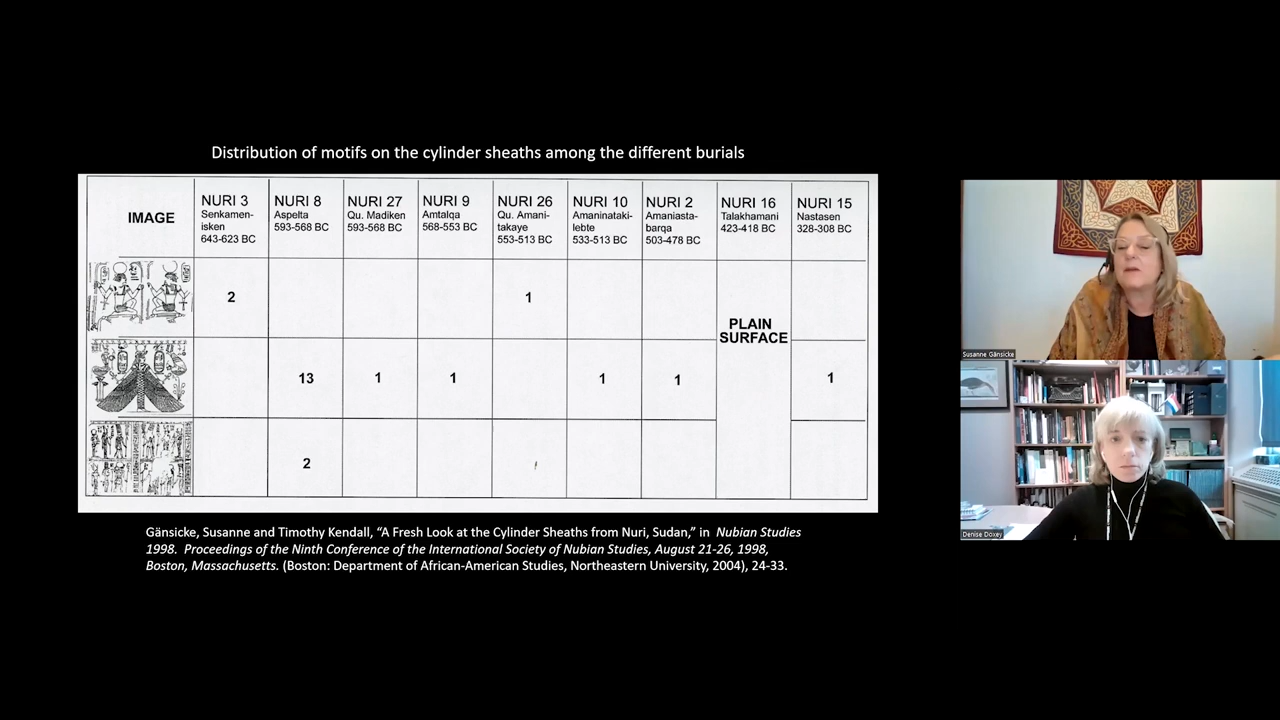 Distribution of motifs on the cylinder sheaths among the different burials
IMAGE
NURI 3
Senkamen-
isken
643-623 BC
NURI 8
Aspelta
593-568 BC
NURI 27
Qu. Madiken
593-568 BC
NURI 9
Amtalqa
568-553 BC
NURI 26
Qu. Amani-
takaye
553-513 BC
NURI 10
Amaninataki-
lebte
533-513 BC
NURI 2
Amaniasta-
barqa
503-478 BC
NURI 16
Talakhamani
423-418 BC
NURI 15
Nastasen
328-308 BC
2
1
PLAIN
SURFACE
13
1
1
1
1
1
2
Gänsicke, Susanne and Timothy Kendall, “A Fresh Look at the Cylinder Sheaths from Nuri, Sudan,” in Nubian Studies
1998. Proceedings of the Ninth Conference of the International Society of Nubian Studies, August 21-26, 1998,
Boston, Massachusetts. (Boston: Department of African-American Studies, Northeastern University, 2004), 24-33.
Susanne Gänsicke
Denise Doxey